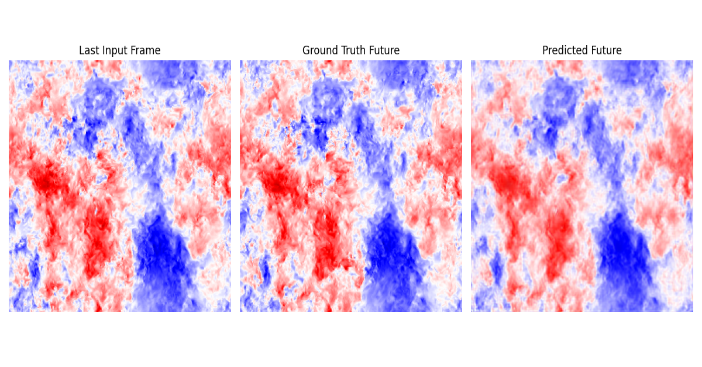 Last Input Frame
Ground Truth Future
Predicted Future